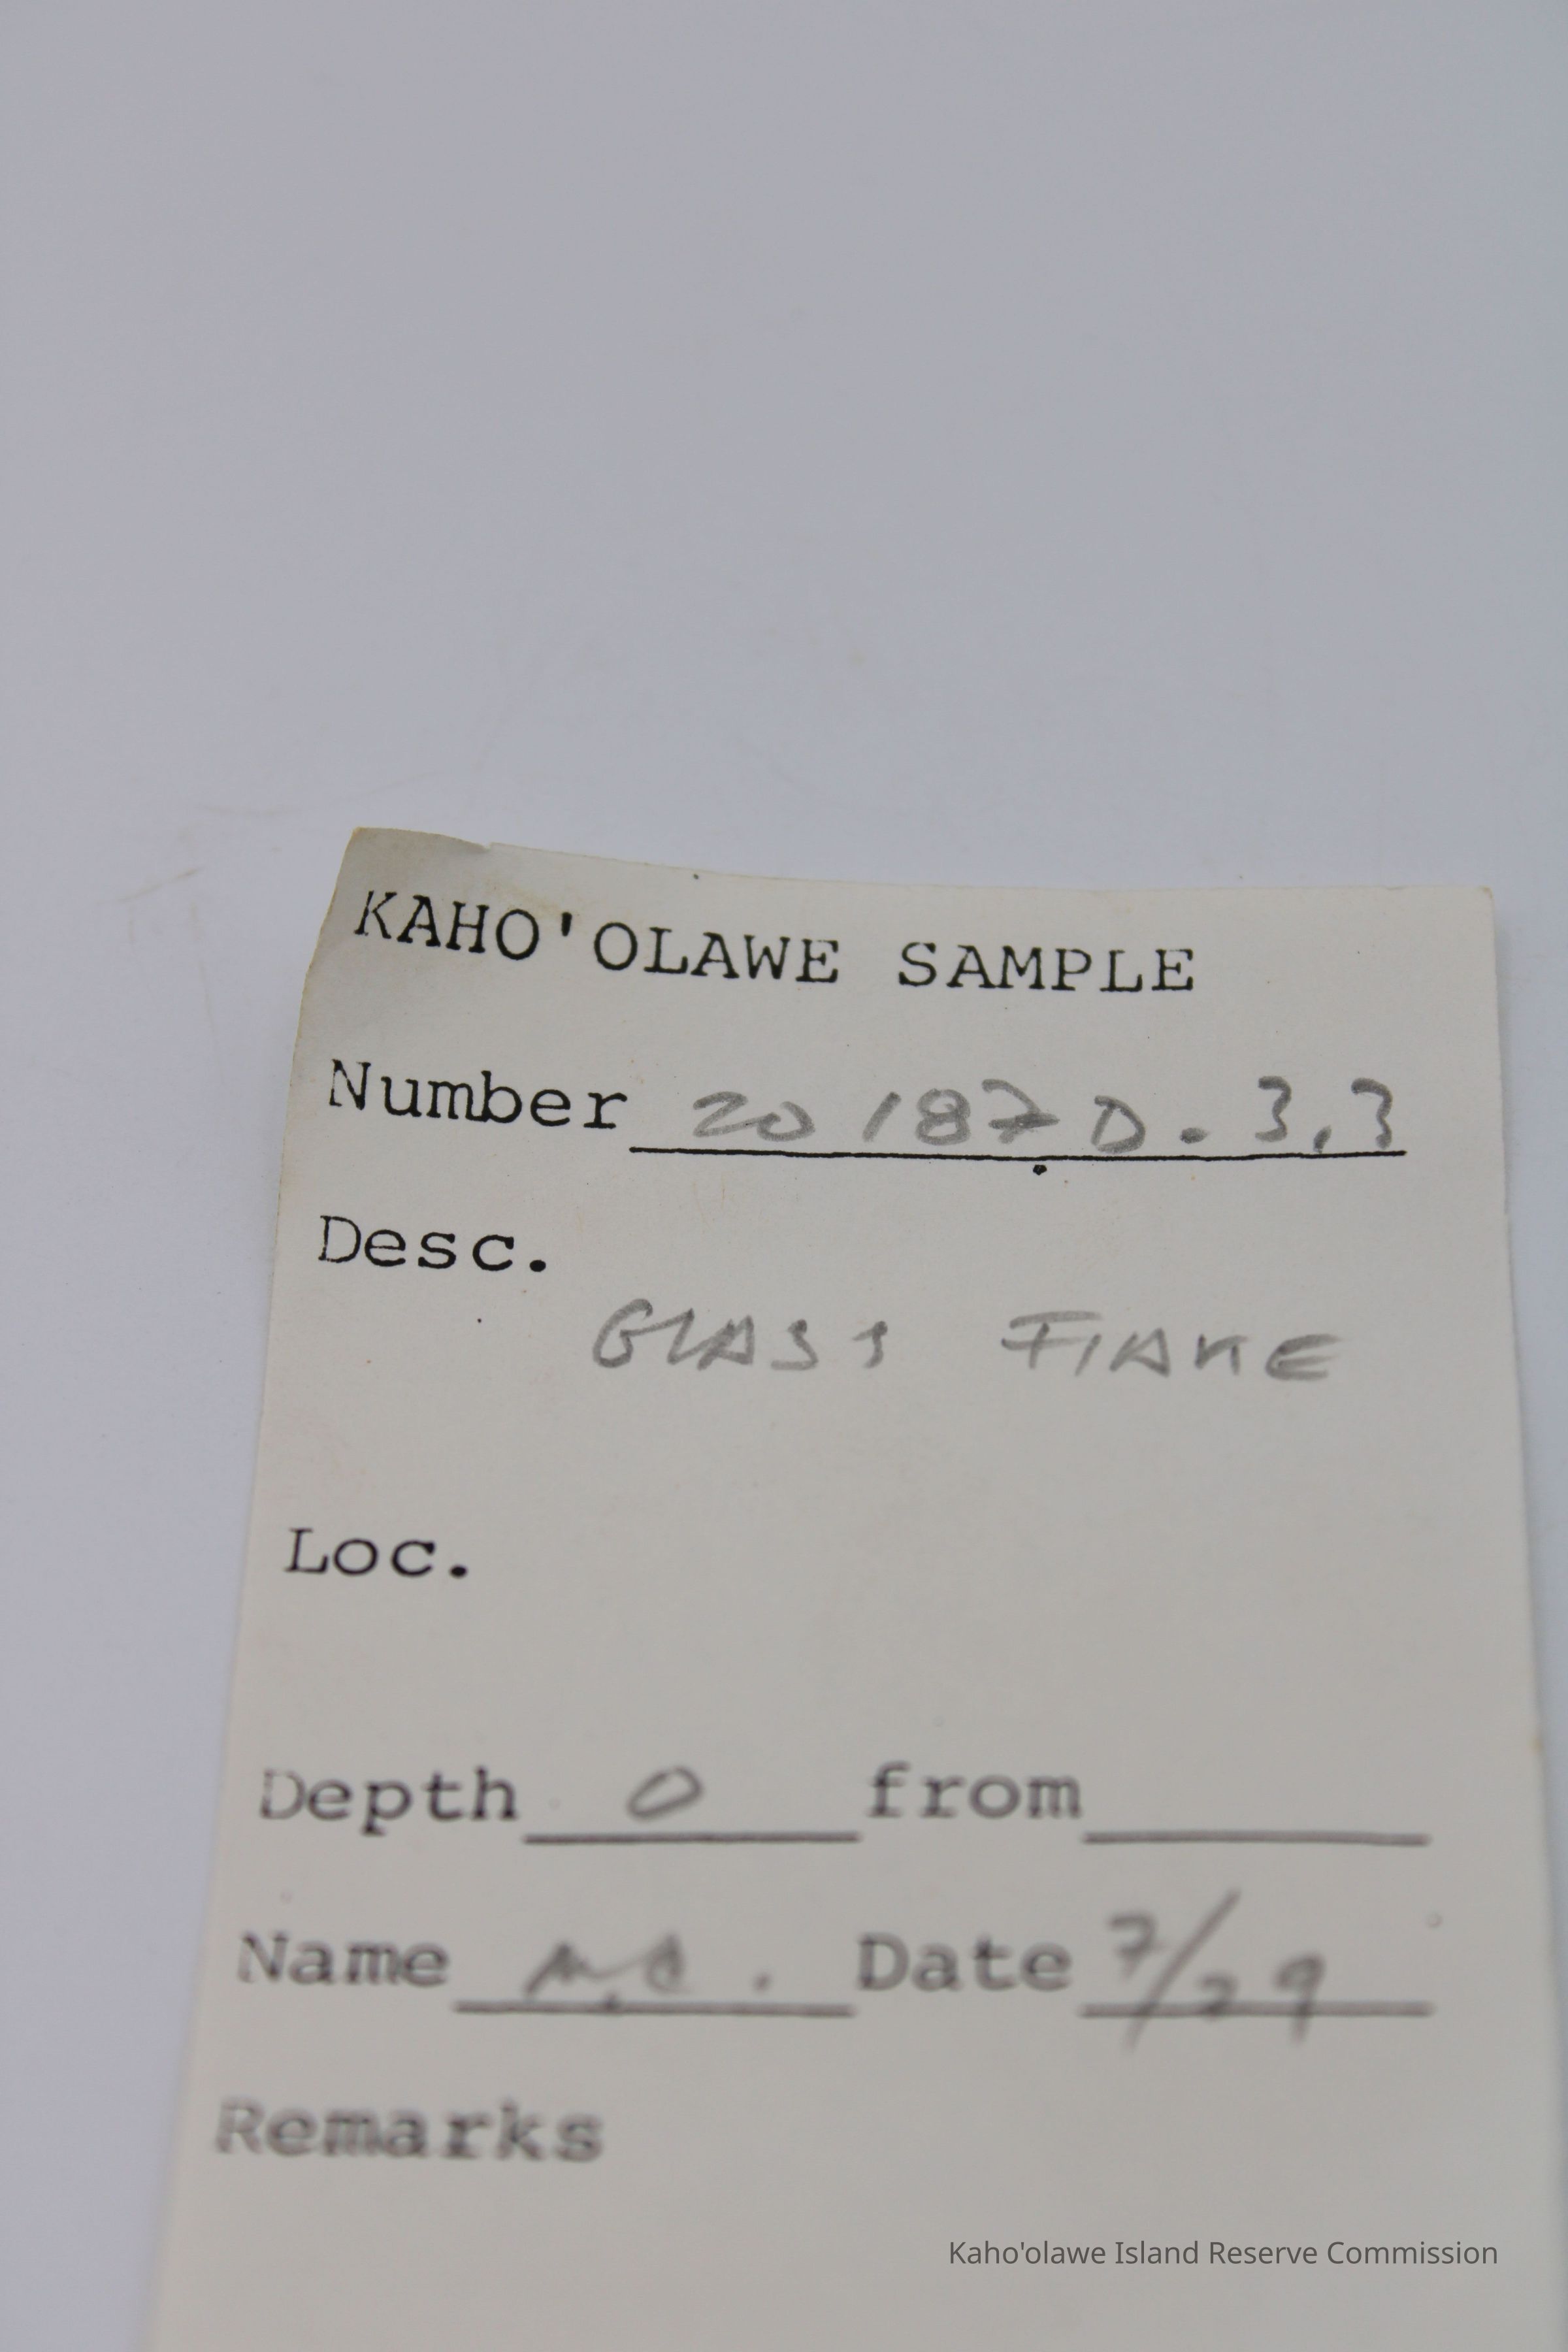 KAHO'OLAWE SAMPLE
Number 20 187 D. 3,3
Desc.
GLASS FLAKE
Loc.
Depth 0 from
Name Date 7/29
Remarks
Kaho'olawe Island Reserve Commission